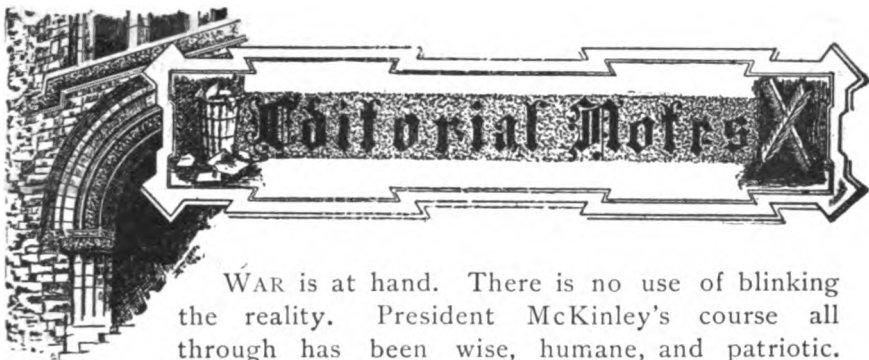 Editorial Notes
WAR is at hand. There is no use of blinking
the reality. President McKinley's course all
through has been wise, humane, and patriotic.